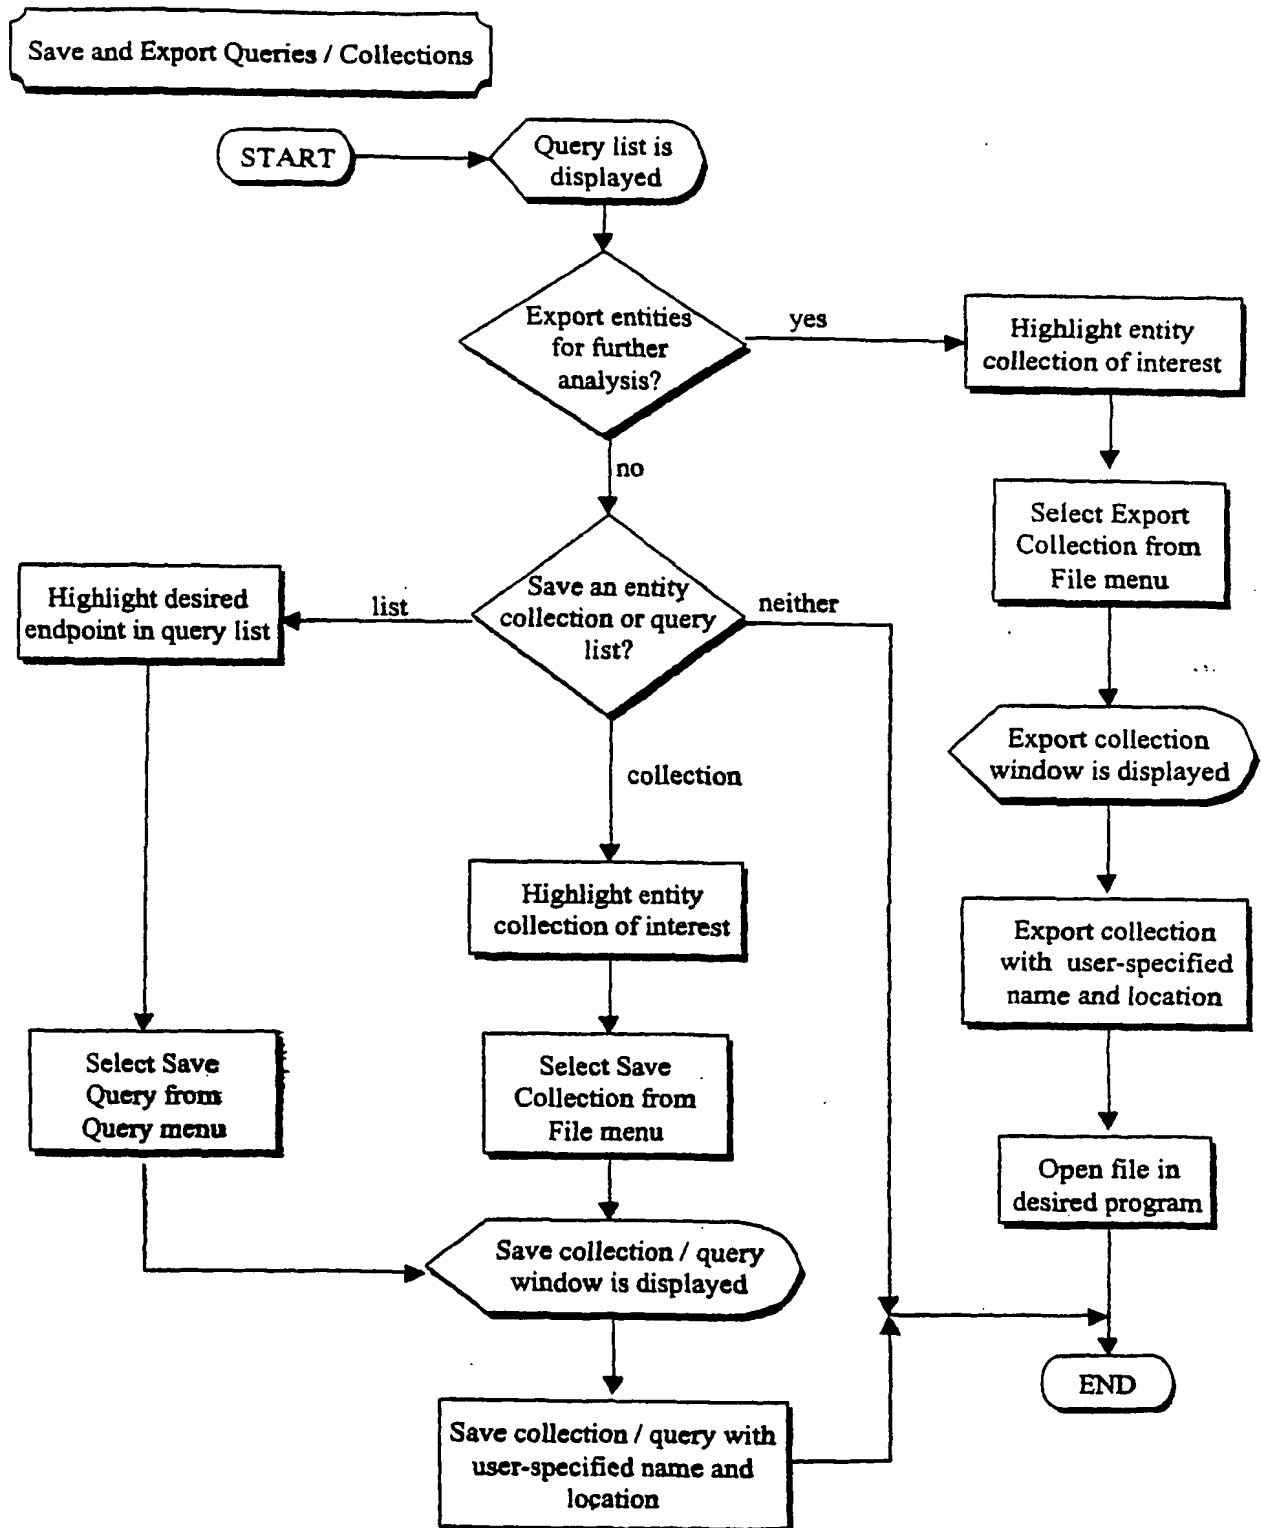 Save and Export Queries / Collections
START
Query list is
displayed
Export entities
for further
analysis?
yes
Highlight entity
collection of interest
no
Select Export
Collection from
File menu
Save an entity
collection or query
list?
list
neither
Highlight desired
endpoint in query list
Export collection
window is displayed
collection
Highlight entity
collection of interest
Export collection
with user-specified
name and location
Select Save
Query from
Query menu
Select Save
Collection from
File menu
Open file in
desired program
Save collection / query
window is displayed
END
Save collection / query with
user-specified name and
location